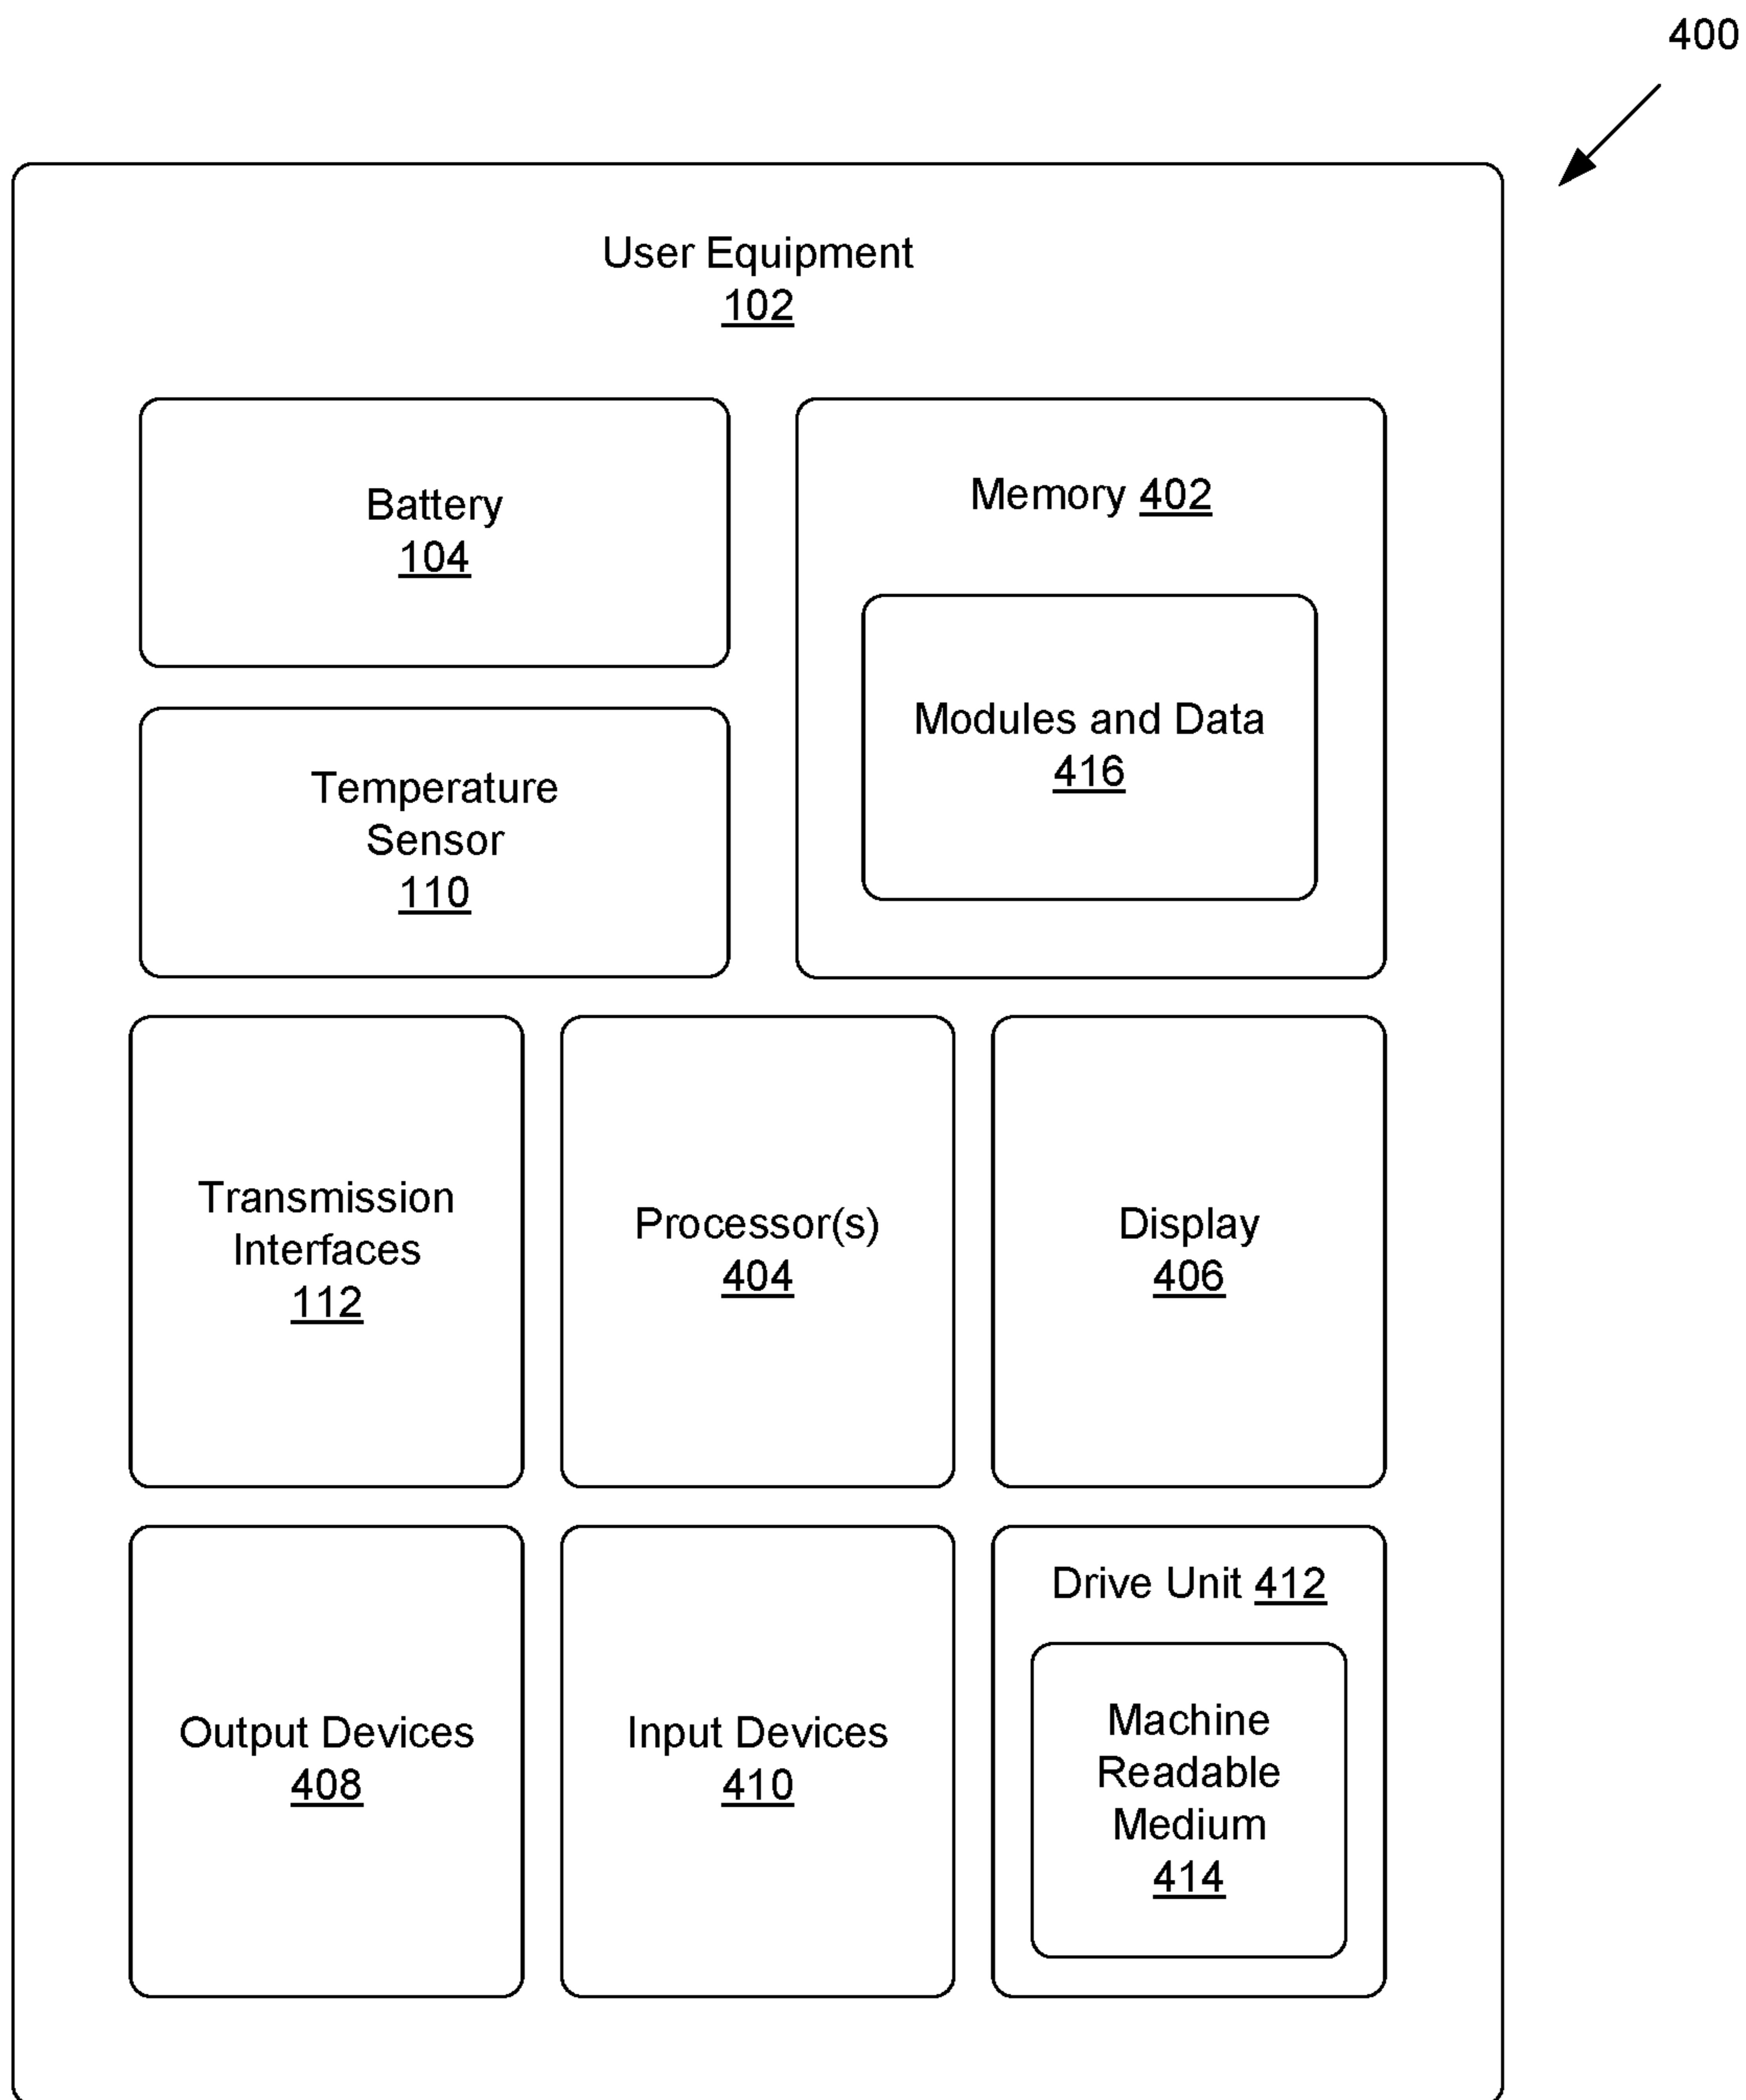 400
User Equipment
102
Battery
104
Memory 402
Modules and Data
416
Temperature
Sensor
110
Transmission
Interfaces
112
Processor(s)
404
Display
406
Output Devices
408
Input Devices
410
Drive Unit 412
Machine
Readable
Medium
414